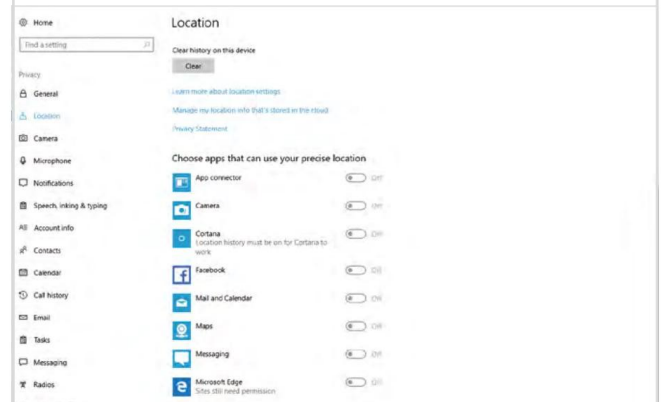 Home
Find a setting
Privacy
General
Location
Camera
Microphone
Notifications
Speech, inking & typing
Account info
Contacts
Calendar
Call history
Email
Tasks
Messaging
Radios
Location
Clear history on this device
Clear
Learn more about location settings
Manage my location info that's stored in the cloud
Privacy Statement
Choose apps that can use your precise location
App connector Off
Camera Off
Cotana Off
Location history must be on for Cortana to
work
Facebook Off
Mail and Calendar Off
Maps Off
Messaging Off
Microsoft Edge Off
Sites still need permission